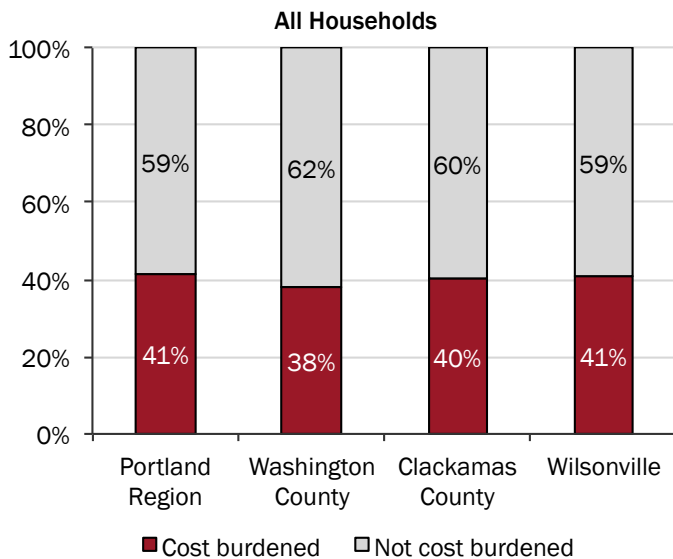 All Households
100%
80%
60%
40%
20%
0%
59%
62%
60%
59%
41%
38%
40%
41%
Portland
Region
Washington
County
Clackamas
County
Wilsonville
Cost burdened
Not cost burdened